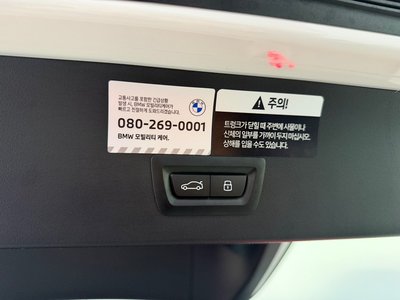 교통사고를 포함한 긴급상황
발생 시, BMW 모빌리티케어가
빠르고 친절하게 도와드리겠습니다.
080-269-0001
BMW 모빌리티 케어.
주의!
트렁크가 닫힐 때 주변에 사물이나
신체의 일부를 가까이 두지 마십시오.
상해를 입을 수도 있습니다.